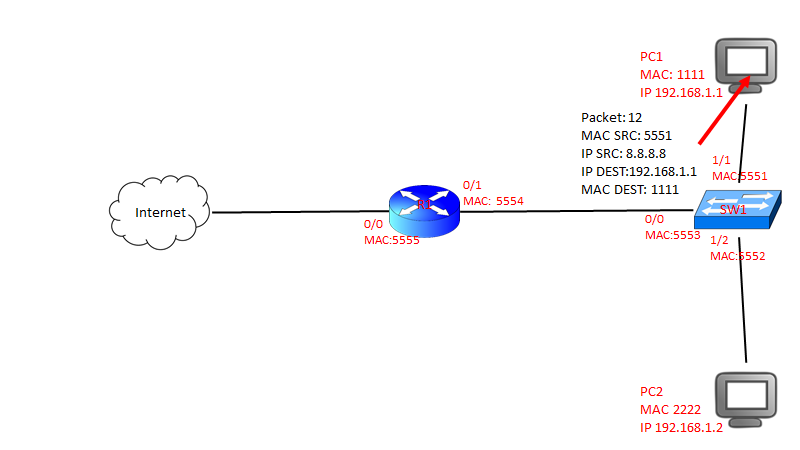 PC1
MAC: 1111
IP 192.168.1.1
Packet: 12
MAC SRC: 5551
IP SRC: 8.8.8.8
IP DEST:192.168.1.1
MAC DEST: 1111
1/1
MAC:5551
0/1
MAC: 5554
Internet
R1
SW1
0/0
MAC:5555
0/0
MAC:5553
1/2
MAC:5552
PC2
MAC 2222
IP 192.168.1.2